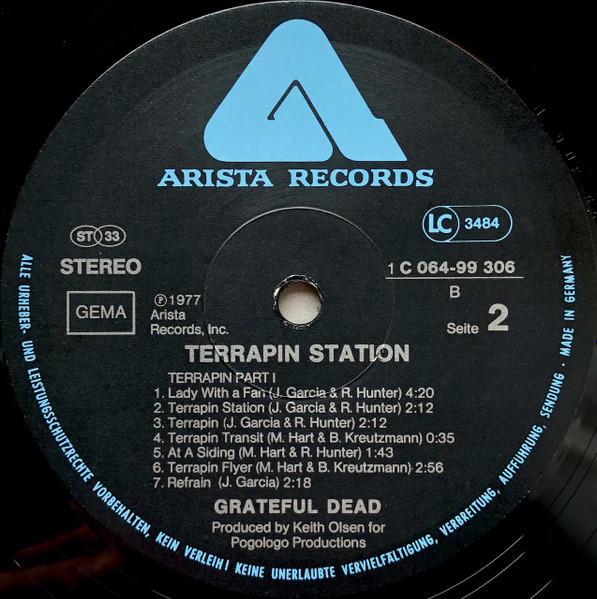 ARISTA RECORDS
ST 33
STEREO
GEMA
℗ 1977
Arista
Records, Inc.
LC 3484
1 C 064-99 306
B
Seite 2
TERRAPIN STATION
TERRAPIN PART I
1. Lady With a Fan (J. Garcia & R. Hunter) 4:20
2. Terrapin Station (J. Garcia & R. Hunter) 2:12
3. Terrapin (J. Garcia & R. Hunter) 2:12
4. Terrapin Transit (M. Hart & B. Kreutzmann) 0:35
5. At A Siding (M. Hart & R. Hunter) 1:43
6. Terrapin Flyer (M. Hart & B. Kreutzmann) 2:56
7. Refrain (J. Garcia) 2:18
GRATEFUL DEAD
Produced by Keith Olsen for
Pogologo Productions
ALLE URHEBER- UND LEISTUNGSSCHUTZRECHTE VORBEHALTEN, KEIN VERLEIH! KEINE UNERLAUBTE VERVIELFÄLTIGUNG, VERBREITUNG, AUFFÜHRUNG, SENDUNG · MADE IN GERMANY